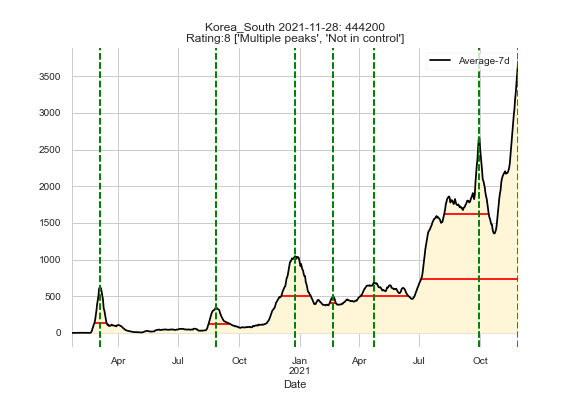 Korea_South 2021-11-28: 444200
Rating:8 ['Multiple peaks', 'Not in control']
Average-7d
3500
3000
2500
2000
1500
1000
500
0
Apr Jul Oct Jan Apr Jul Oct
2021
Date